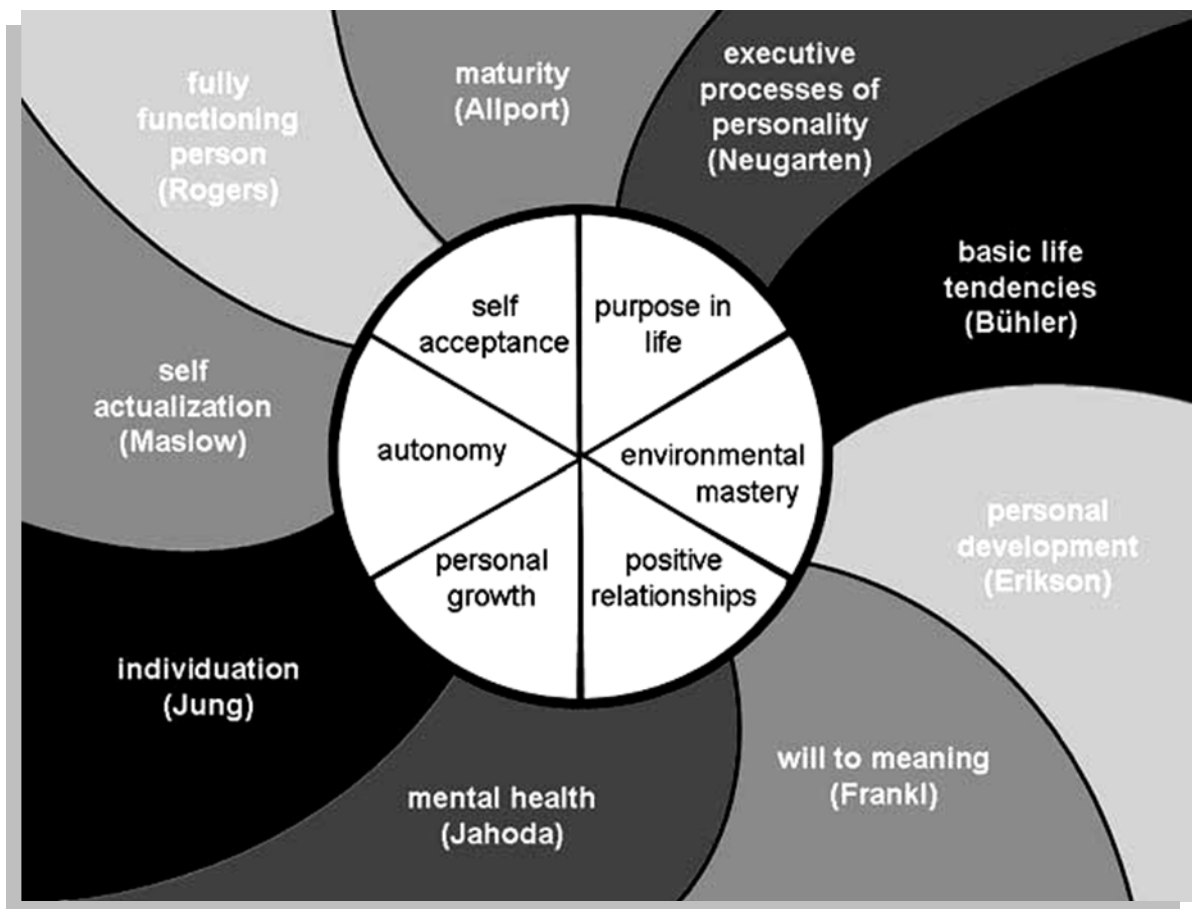 fully
functioning
person
(Rogers)
maturity
(Allport)
executive
processes of
personality
(Neugarten)
basic life
tendencies
(Bühler)
personal
development
(Erikson)
will to meaning
(Frankl)
mental health
(Jahoda)
individuation
(Jung)
self
actualization
(Maslow)
self
acceptance
purpose in
life
autonomy
environmental
mastery
personal
growth
positive
relationships